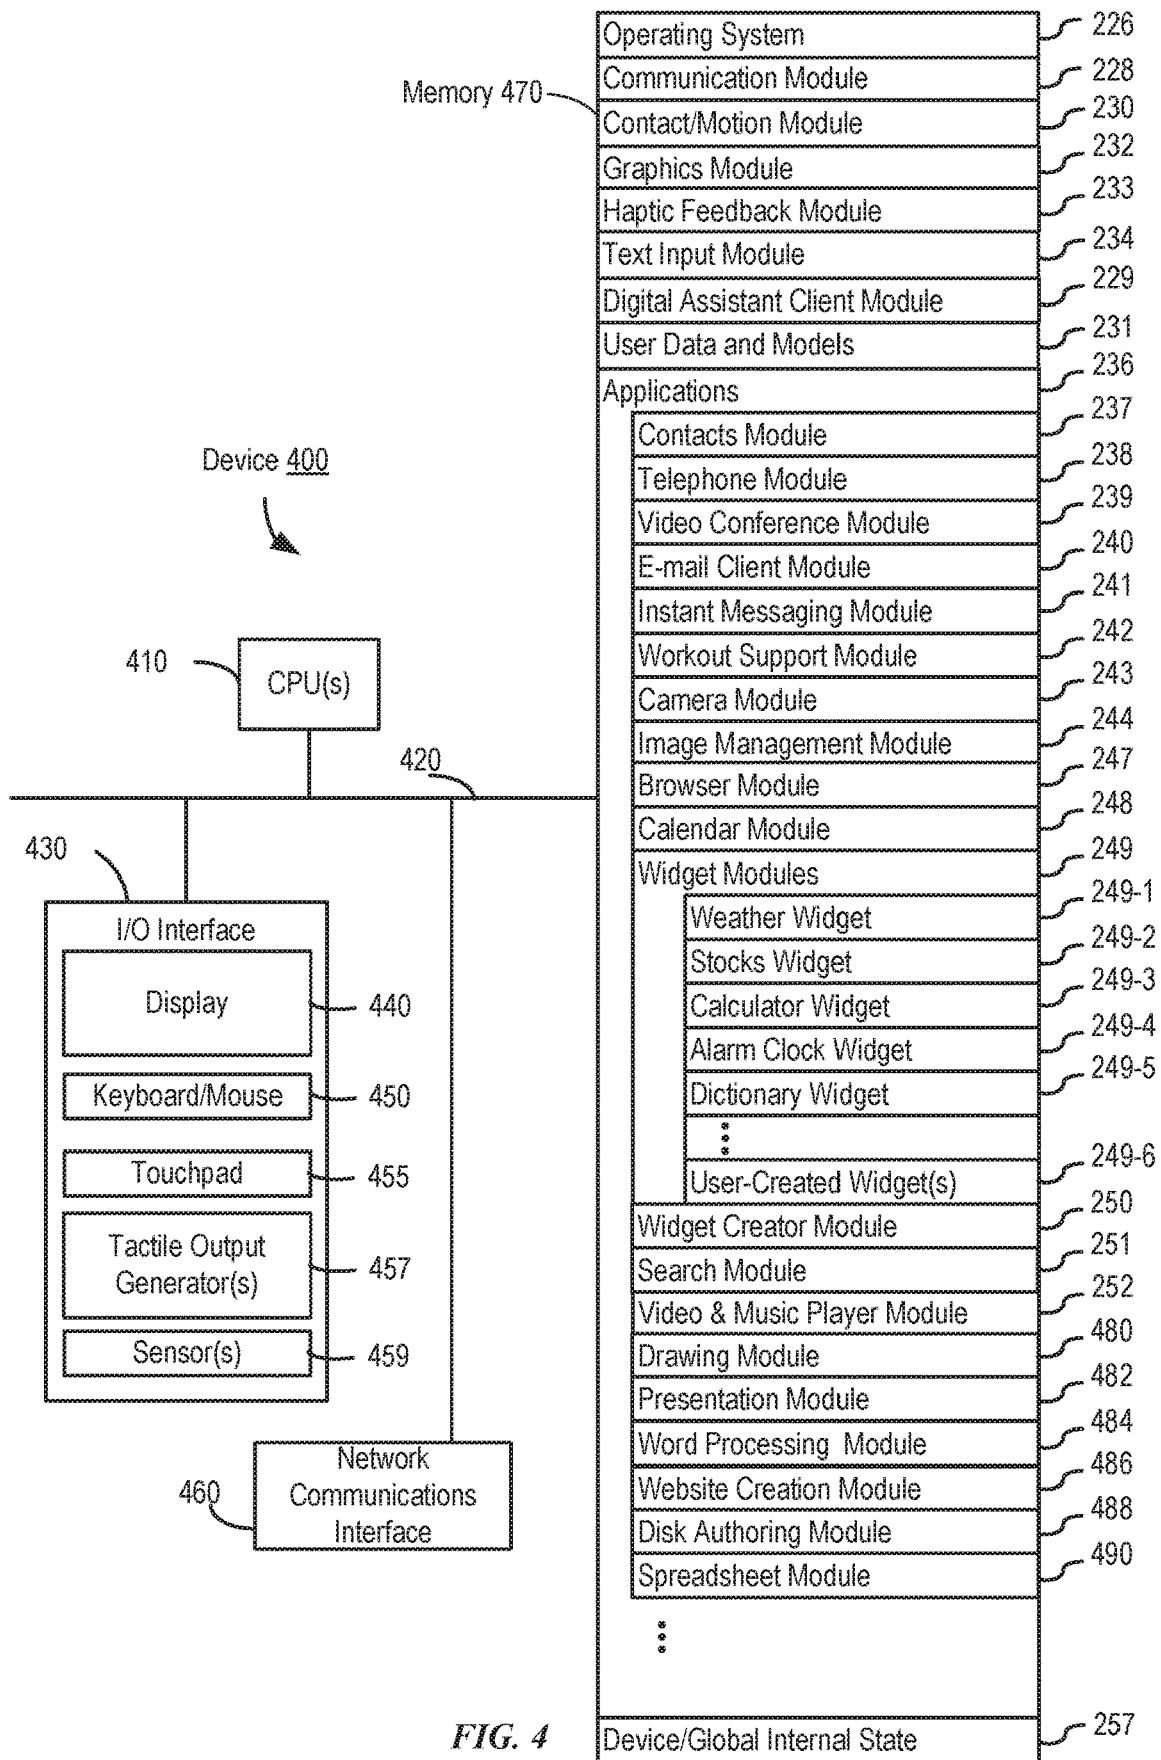 Operating System 226
Communication Module 228
Memory 470
Contact/Motion Module 230
Graphics Module 232
Haptic Feedback Module 233
Text Input Module 234
Digital Assistant Client Module 229
User Data and Models 231
Applications 236
Contacts Module 237
Telephone Module 238
Video Conference Module 239
E-mail Client Module 240
Instant Messaging Module 241
Workout Support Module 242
Camera Module 243
Image Management Module 244
Browser Module 247
Calendar Module 248
Widget Modules 249
Weather Widget 249-1
Stocks Widget 249-2
Calculator Widget 249-3
Alarm Clock Widget 249-4
Dictionary Widget 249-5
User-Created Widget(s) 249-6
Widget Creator Module 250
Search Module 251
Video & Music Player Module 252
Drawing Module 480
Presentation Module 482
Word Processing Module 484
Website Creation Module 486
Disk Authoring Module 488
Spreadsheet Module 490
Device/Global Internal State 257
Device 400
410
CPU(s)
420
430
I/O Interface
Display 440
Keyboard/Mouse 450
Touchpad 455
Tactile Output
Generator(s) 457
Sensor(s) 459
460
Network
Communications
Interface
FIG. 4